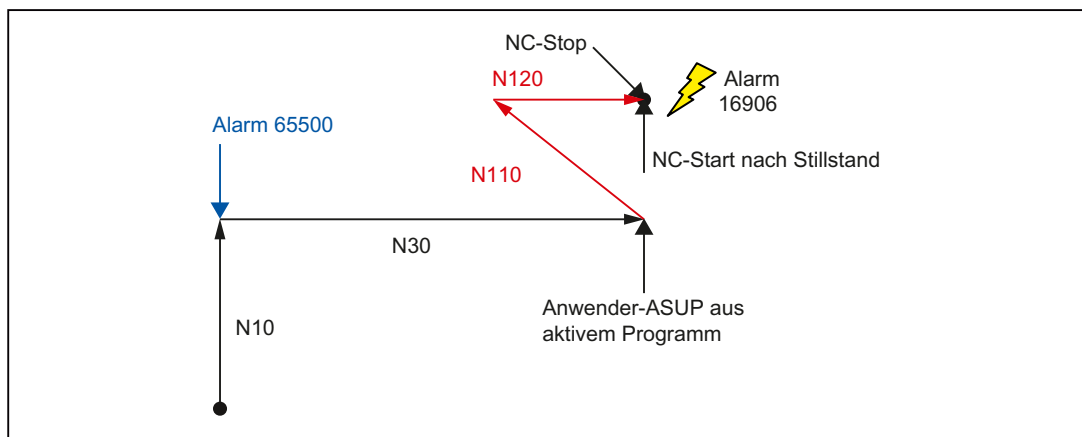 NC-Stop
N120
Alarm
16906
Alarm 65500
NC-Start nach Stillstand
N110
N30
Anwender-ASUP aus
aktivem Programm
N10